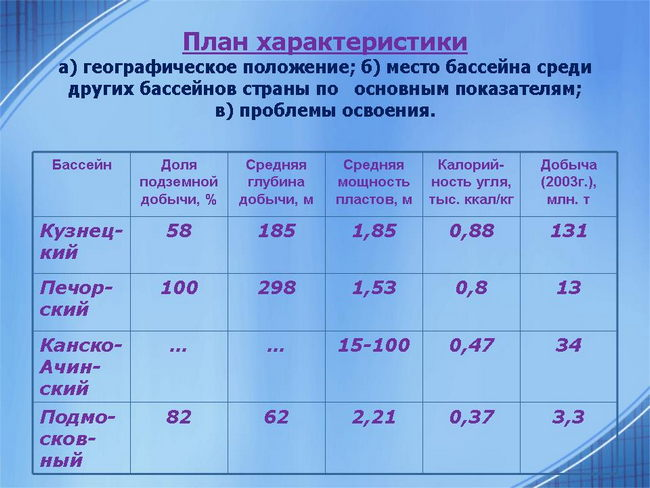 План характеристики
а) географическое положение; б) место бассейна среди
других бассейнов страны по основным показателям;
в) проблемы освоения.
Бассейн
Доля
подземной
добычи, %
Средняя
глубина
добычи, м
Средняя
мощность
пластов, м
Калорий-
ность угля,
тыс. ккал/кг
Добыча
(2003г.),
млн. т
Кузнец-
кий
58
185
1,85
0,88
131
Печор-
ский
100
298
1,53
0,8
13
Канско-
Ачин-
ский
...
...
15-100
0,47
34
Подмо-
сков-
ный
82
62
2,21
0,37
3,3